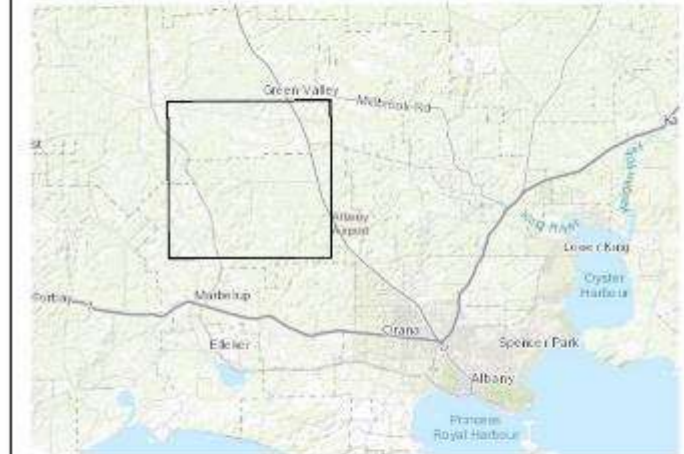 Green Valley
Millbrook Rd
Albany
Airport
King River
Lower King
Oyster
Harbour
Marbelup
Elleker
Orana
Spencer Park
Albany
Princess
Royal Harbour